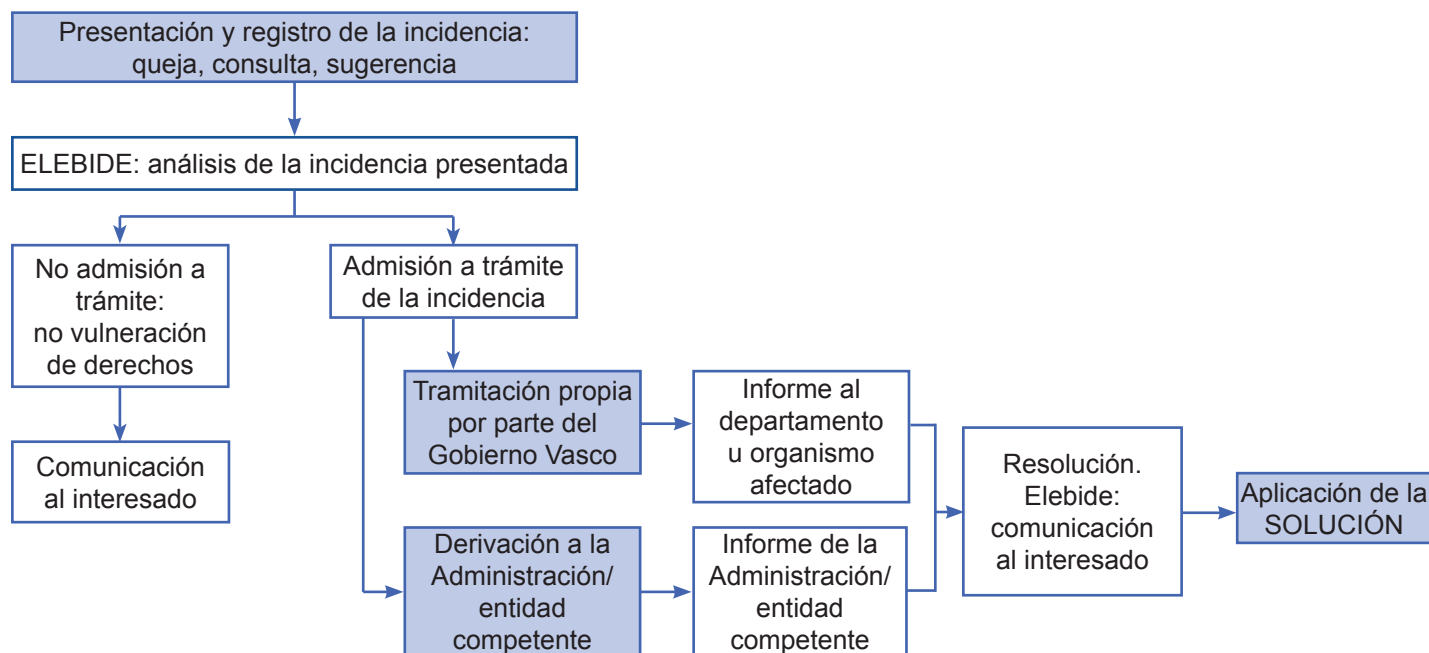 Presentación y registro de la incidencia:
queja, consulta, sugerencia
ELEBIDE: análisis de la incidencia presentada
No admisión a
trámite:
no vulneración
de derechos
Comunicación
al interesado
Admisión a trámite
de la incidencia
Tramitación propia
por parte del
Gobierno Vasco
Informe al
departamento
u organismo
afectado
Derivación a la
Administración/
entidad
competente
Informe de la
Administración/
entidad
competente
Resolución.
Elebide:
comunicación
al interesado
Aplicación de la
SOLUCIÓN